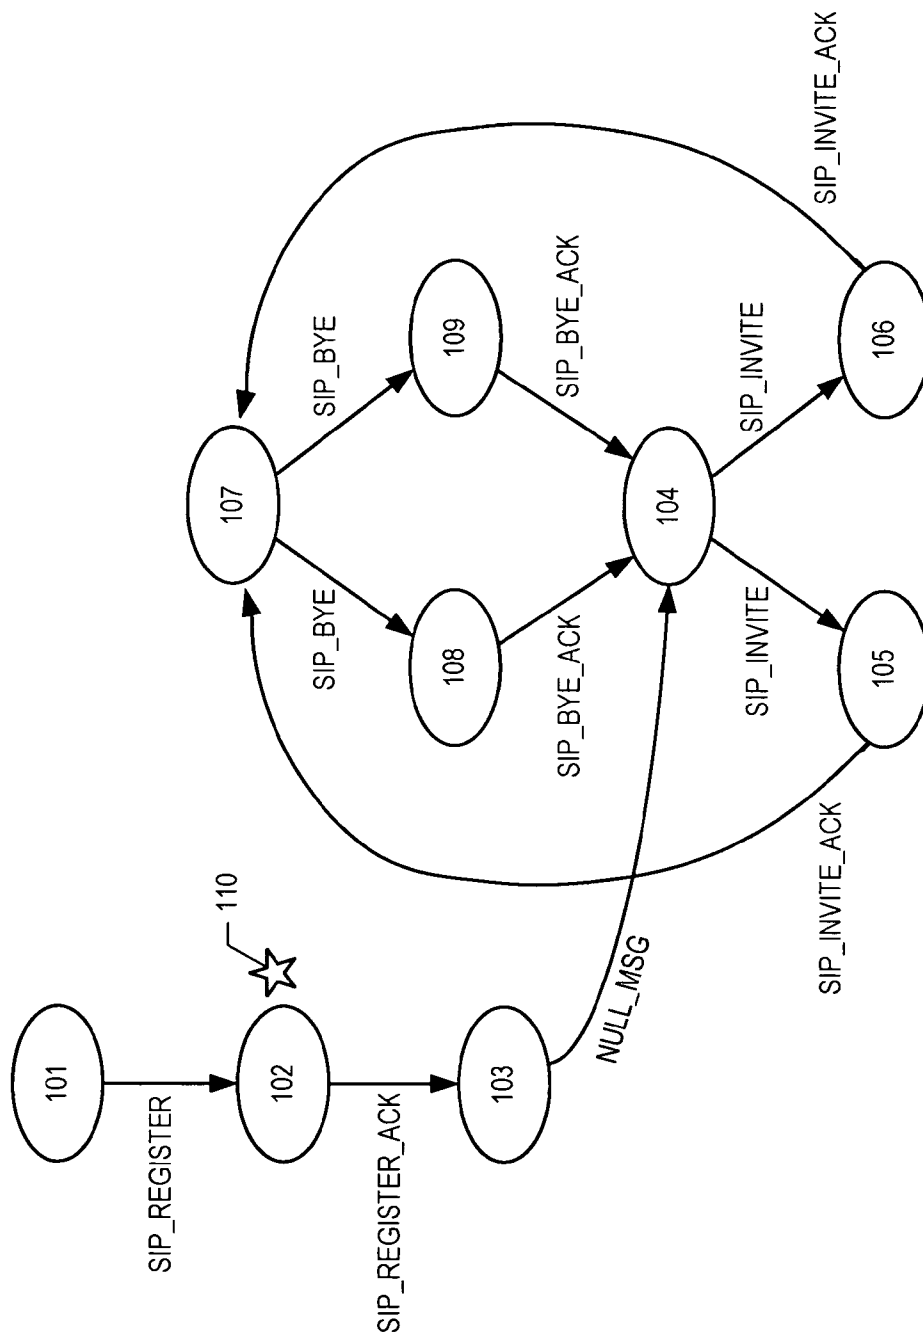 101
SIP_REGISTER
102
110
SIP_REGISTER_ACK
103
NULL_MSG
107
SIP_BYE
SIP_BYE
108
109
SIP_BYE_ACK
SIP_BYE_ACK
104
SIP_INVITE
SIP_INVITE
105
106
SIP_INVITE_ACK
SIP_INVITE_ACK